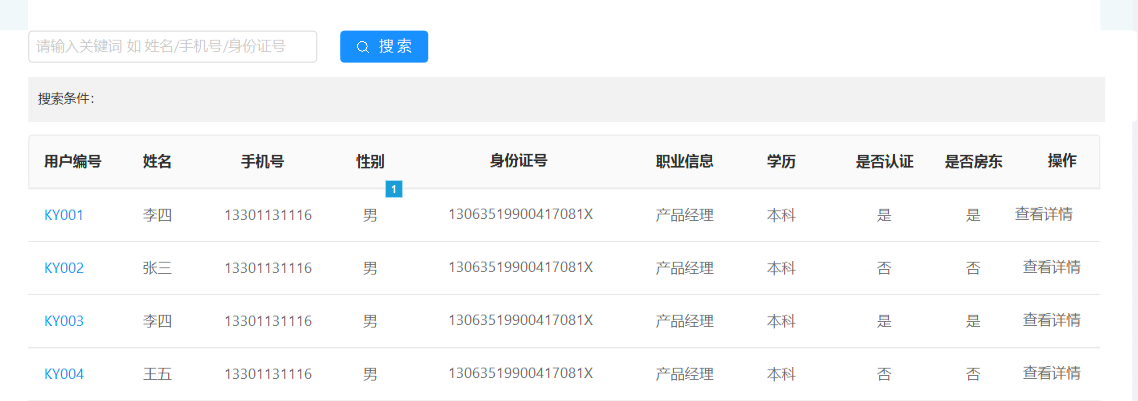 请输入关键词 如 姓名/手机号/身份证号 搜 索
搜索条件：
用户编号 姓名 手机号 性别 身份证号 职业信息 学历 是否认证 是否房东 操作
1
KY001 李四 13301131116 男 13063519900417081X 产品经理 本科 是 是 查看详情
KY002 张三 13301131116 男 13063519900417081X 产品经理 本科 否 否 查看详情
KY003 李四 13301131116 男 13063519900417081X 产品经理 本科 是 是 查看详情
KY004 王五 13301131116 男 13063519900417081X 产品经理 本科 否 否 查看详情